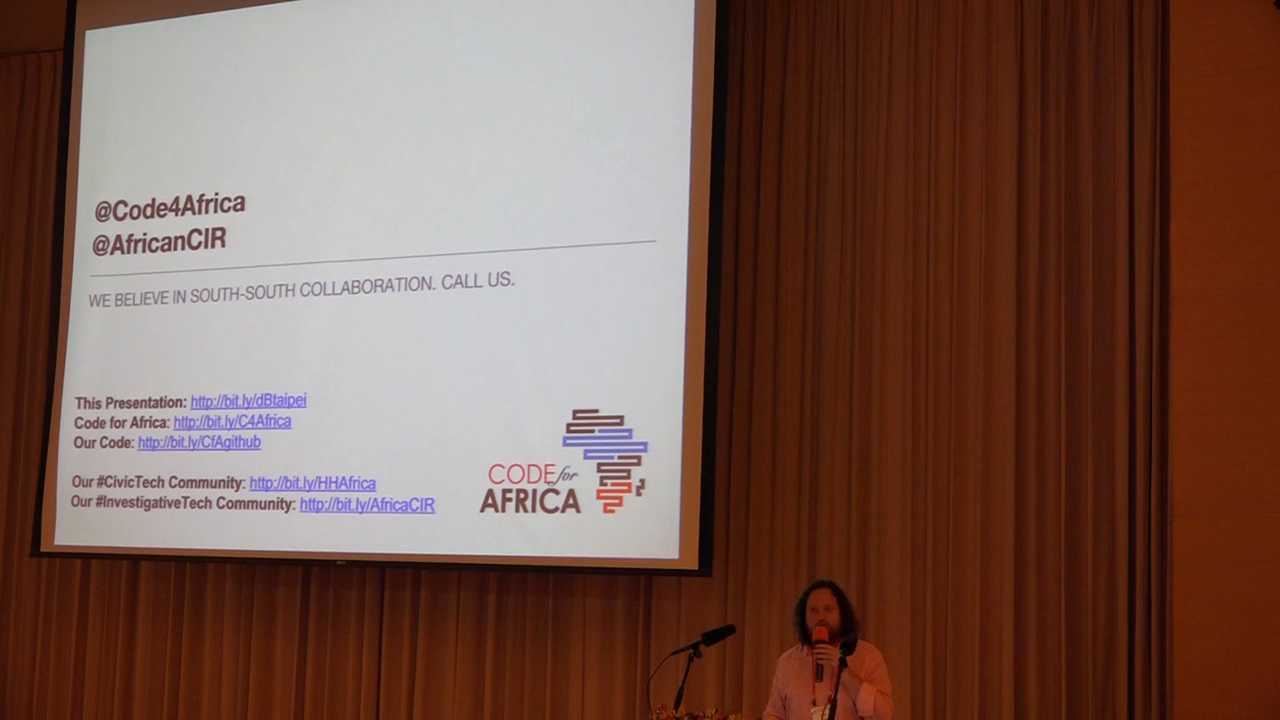 @Code4Africa
@AfricanCIR
WE BELIEVE IN SOUTH-SOUTH COLLABORATION. CALL US.
This Presentation: http://bit.ly/dBtaipei
Code for Africa: http://bit.ly/C4Africa
Our Code: http://bit.ly/CfAgithub
Our #CivicTech Community: http://bit.ly/HHAfrica
Our #InvestigativeTech Community: http://bit.ly/AfricaCIR
CODE for
AFRICA